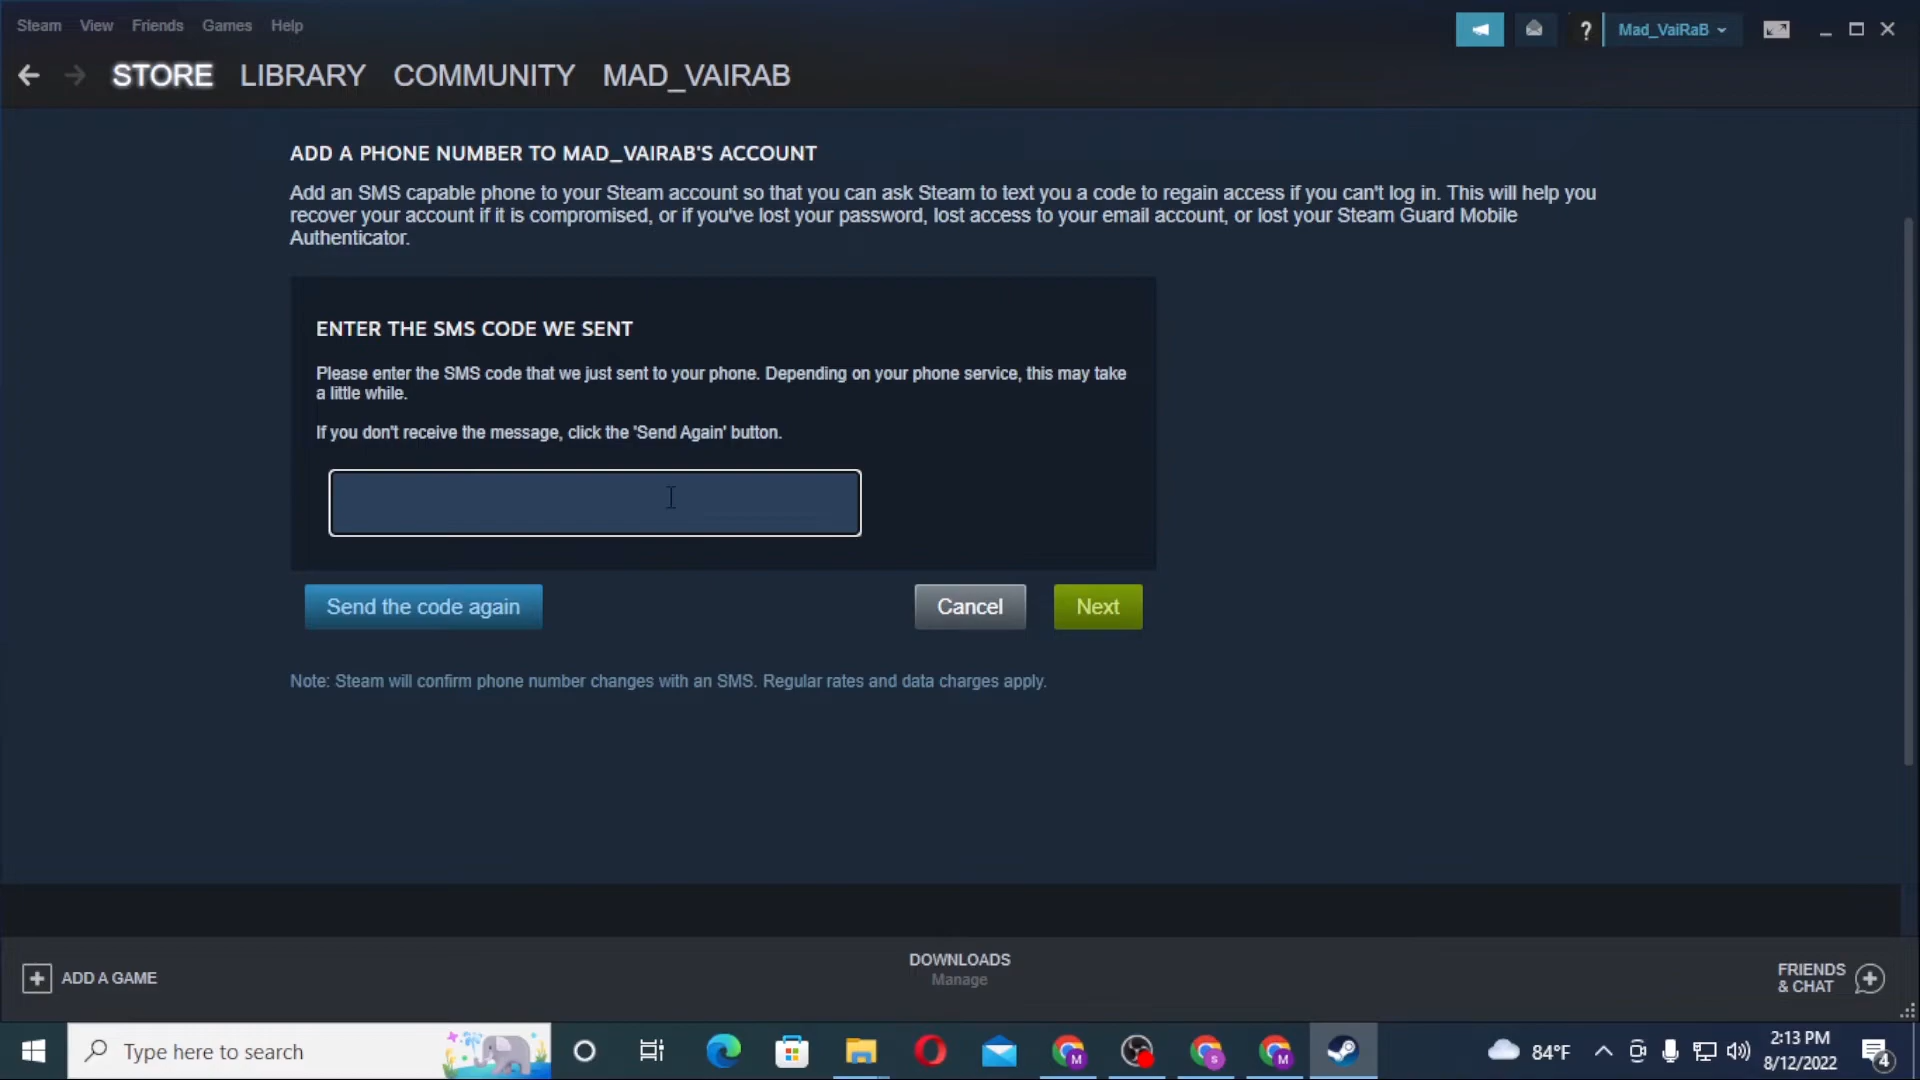 Steam View Friends Games Help
? Mad_VaiRaB
STORE LIBRARY COMMUNITY MAD_VAIRAB
ADD A PHONE NUMBER TO MAD_VAIRAB'S ACCOUNT
Add an SMS capable phone to your Steam account so that you can ask Steam to text you a code to regain access if you can't log in. This will help you
recover your account if it is compromised, or if you've lost your password, lost access to your email account, or lost your Steam Guard Mobile
Authenticator.
ENTER THE SMS CODE WE SENT
Please enter the SMS code that we just sent to your phone. Depending on your phone service, this may take
a little while.
If you don't receive the message, click the 'Send Again' button.
Send the code again Cancel Next
Note: Steam will confirm phone number changes with an SMS. Regular rates and data charges apply.
DOWNLOADS
Manage
ADD A GAME
FRIENDS
& CHAT
Type here to search
M S M
84°F
2:13 PM
8/12/2022
4